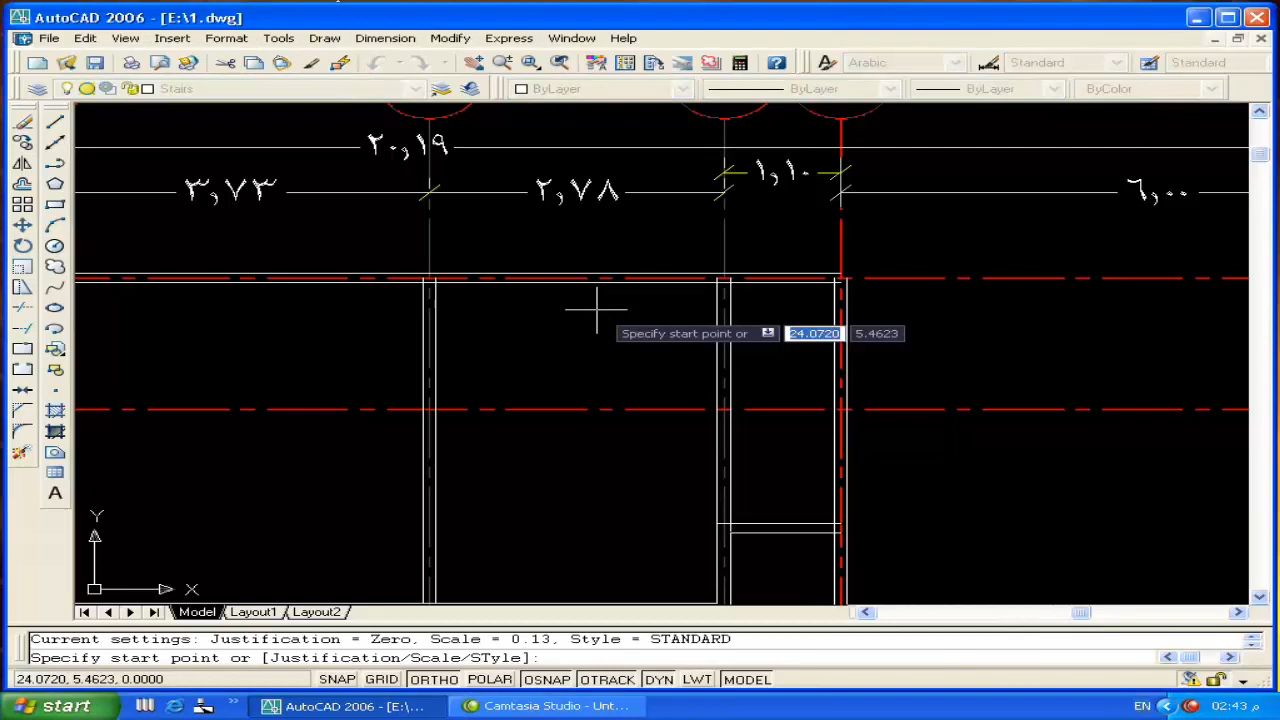 AutoCAD 2006 - [E:\1.dwg]
File Edit View Insert Format Tools Draw Dimension Modify Express Window Help
Arabic Standard Standard
Stairs ByLayer ByLayer ByLayer ByColor
٢٠,١٩
١,١٠
٣,٧٣ ٢,٧٨ ٦,٠٠
Specify start point or 24.0720 5.4623
Y
X
A
Model Layout1 Layout2
Current settings: Justification = Zero, Scale = 0.13, Style = STANDARD
Specify start point or [Justification/Scale/STyle]:
24.0720, 5.4623, 0.0000 SNAP GRID ORTHO POLAR OSNAP OTRACK DYN LWT MODEL
start AutoCAD 2006 - [E:\... Camtasia Studio - Unt... EN 02:43 م